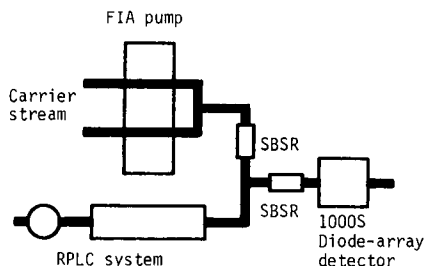 FIA pump
Carrier
stream
SBSR
SBSR
1000S
Diode-array
detector
RPLC system